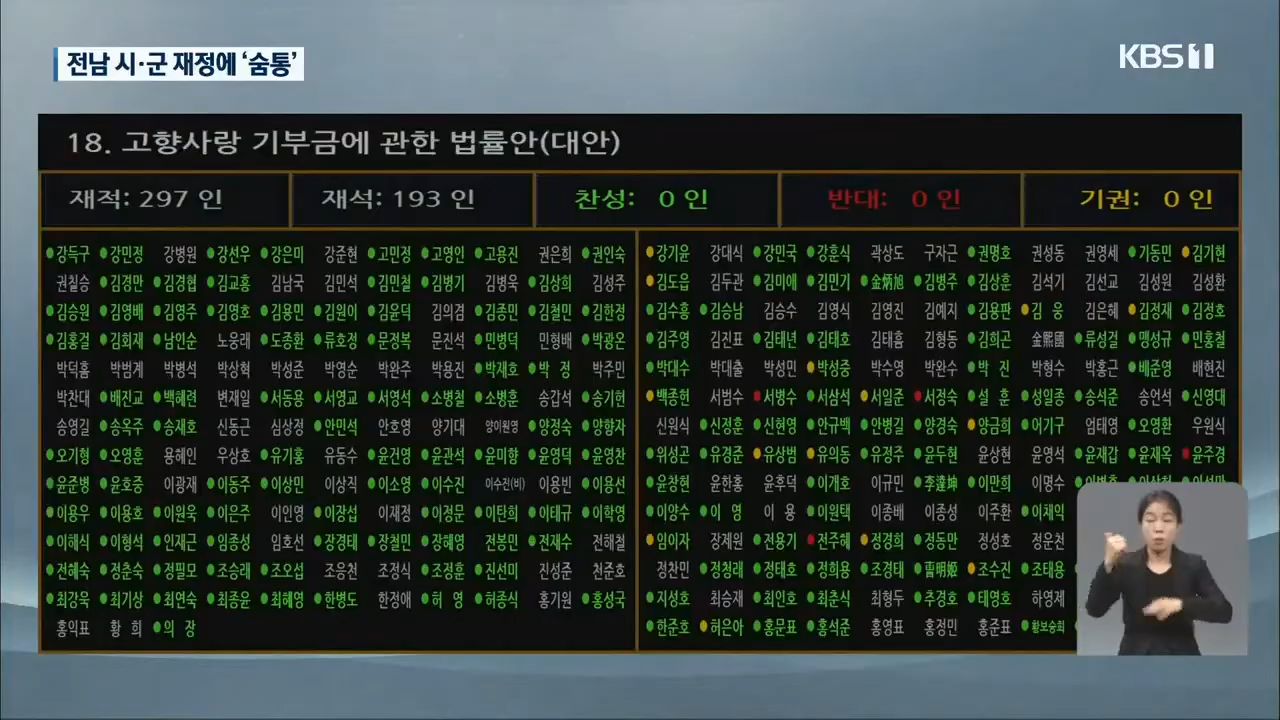 전남 시·군 재정에 ‘숨통’
KBS 1
18. 고향사랑 기부금에 관한 법률안(대안)
재적: 297 인 재석: 193 인 찬성: 0 인 반대: 0 인 기권: 0 인
강득구 강민정 강병원 강선우 강은미 강준현 고민정 고영인 고용진 권은희 권인숙 강기윤 강대식 강민국 강훈식 곽상도 구자근 권명호 권성동 권영세 기동민 김기현
권칠승 김경만 김경협 김교흥 김남국 김민석 김민철 김병기 김병욱 김상희 김성주 김도읍 김두관 김미애 김민기 金炳旭 김병주 김상훈 김석기 김선교 김성원 김성환
김승원 김영배 김영주 김영호 김용민 김원이 김윤덕 김의겸 김종민 김철민 김한정 김수흥 김승남 김승수 김영식 김영진 김예지 김용판 김 웅 김은혜 김정재 김정호
김홍걸 김회재 남인순 노웅래 도종환 류호정 문정복 문진석 민병덕 민형배 박광온 김주영 김진표 김태년 김태호 김태흠 김형동 김희곤 金熙國 류성걸 맹성규 민홍철
박덕흠 박범계 박병석 박상혁 박성준 박영순 박완주 박용진 박재호 박 정 박주민 박대수 박대출 박성민 박성중 박수영 박완수 박 진 박형수 박홍근 배준영 배현진
박찬대 배진교 백혜련 변재일 서동용 서영교 서영석 소병철 소병훈 송갑석 송기헌 백종헌 서범수 서병수 서삼석 서일준 서정숙 설 훈 성일종 송석준 송언석 신영대
송영길 송옥주 송재호 신동근 심상정 안민석 안호영 양기대 양이원영 양정숙 양향자 신원식 신정훈 신현영 안규백 안병길 양경숙 양금희 어기구 엄태영 오영환 우원식
오기형 오영훈 용혜인 우상호 유기홍 유동수 윤건영 윤관석 윤미향 윤영덕 윤영찬 위성곤 유경준 유상범 유의동 유정주 윤두현 윤상현 윤영석 윤재갑 윤재옥 윤주경
윤준병 윤호중 이광재 이동주 이상민 이상직 이소영 이수진 이수진(비) 이용빈 이용선 윤창현 윤한홍 윤후덕 이개호 이규민 李達坤 이만희 이명수
이용우 이용호 이원욱 이은주 이인영 이장섭 이재정 이정문 이탄희 이태규 이학영 이양수 이 영 이 용 이원택 이종배 이종성 이주환 이채익
이해식 이형석 인재근 임종성 임호선 장경태 장철민 장혜영 전봉민 전재수 전해철 임이자 장제원 전용기 전주혜 정경희 정동만 정성호 정운천
전혜숙 정춘숙 정필모 조승래 조오섭 조응천 조정식 조정훈 진선미 진성준 천준호 정찬민 정청래 정태호 정희용 조경태 曺明姬 조수진 조태용
최강욱 최기상 최연숙 최종윤 최혜영 한병도 한정애 허 영 허종식 홍기원 홍성국 지성호 최승재 최인호 최춘식 최형두 추경호 태영호 하영제
홍익표 황 희 의 장 한준호 허은아 홍문표 홍석준 홍영표 홍정민 홍준표 황보승희